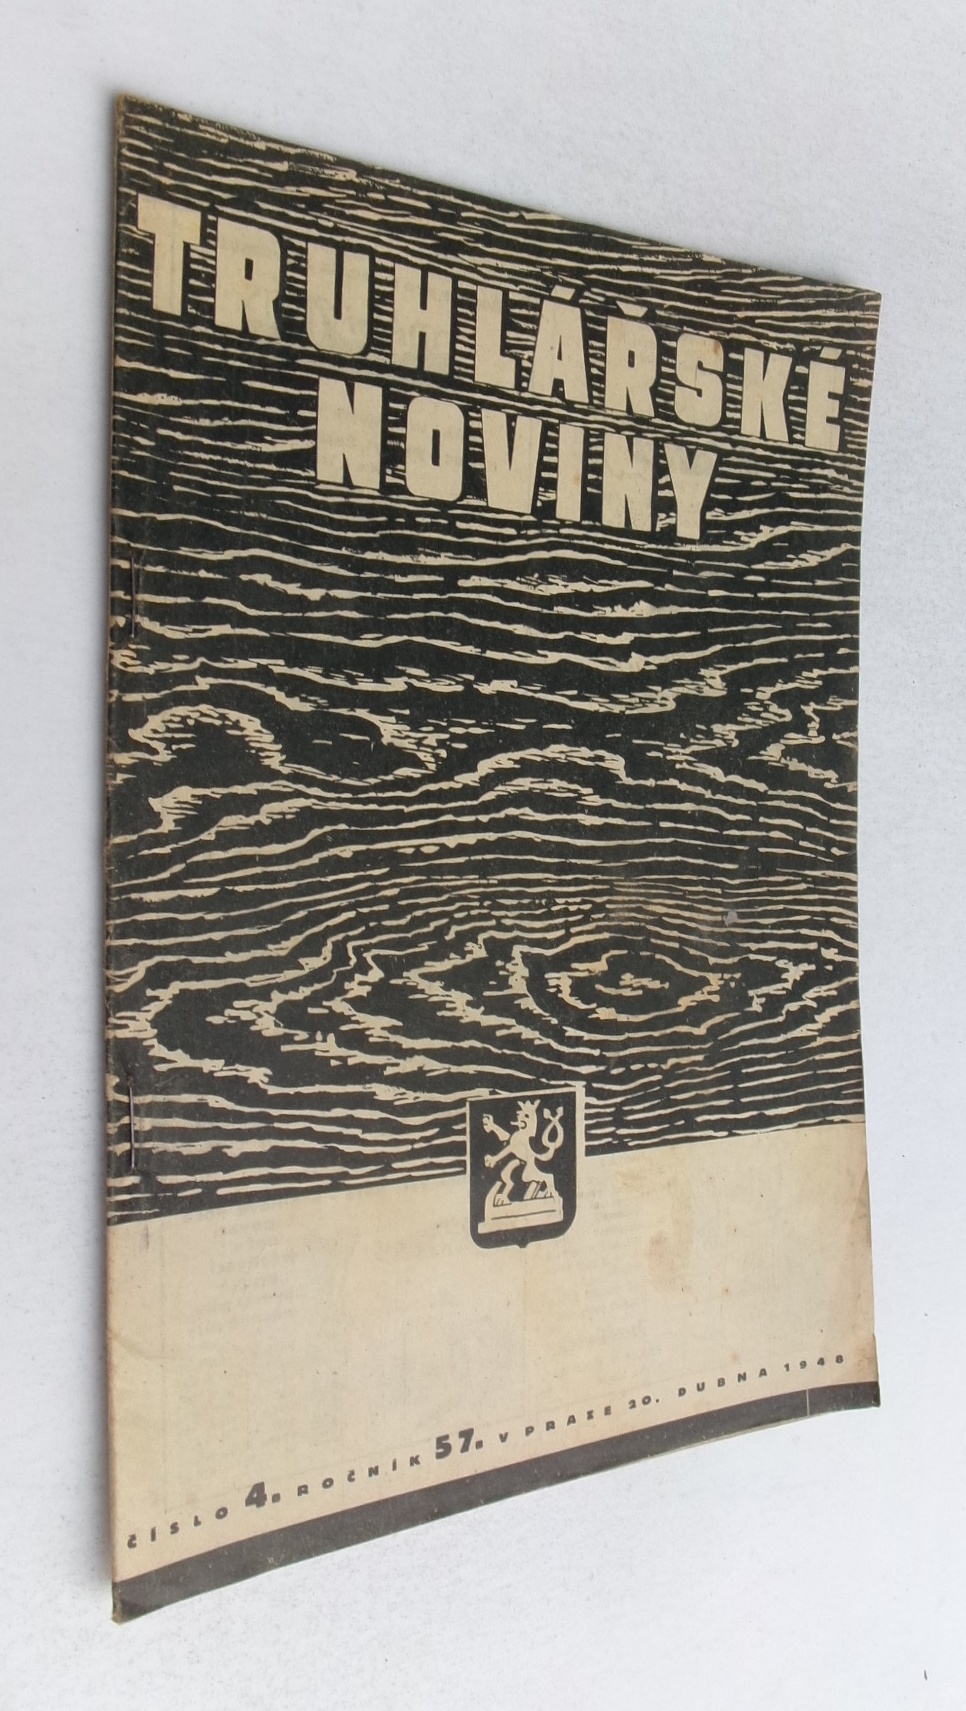 TRUHLÁŘSKÉ
NOVINY
ČÍSLO 4. ROČNÍK 57. V PRAZE 20. DUBNA 1948